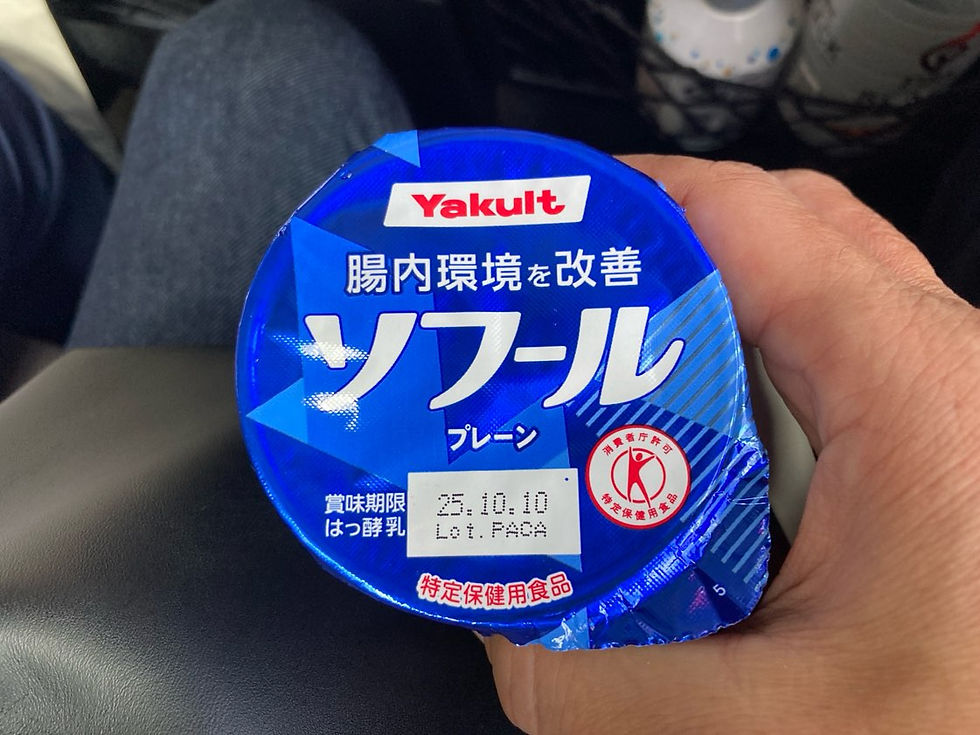 Yakult
腸内環境を改善
ソフール
プレーン
消費者庁許可
特定保健用食品
賞味期限
25.10.10
はっ酵乳
Lot.PACA
特定保健用食品
5